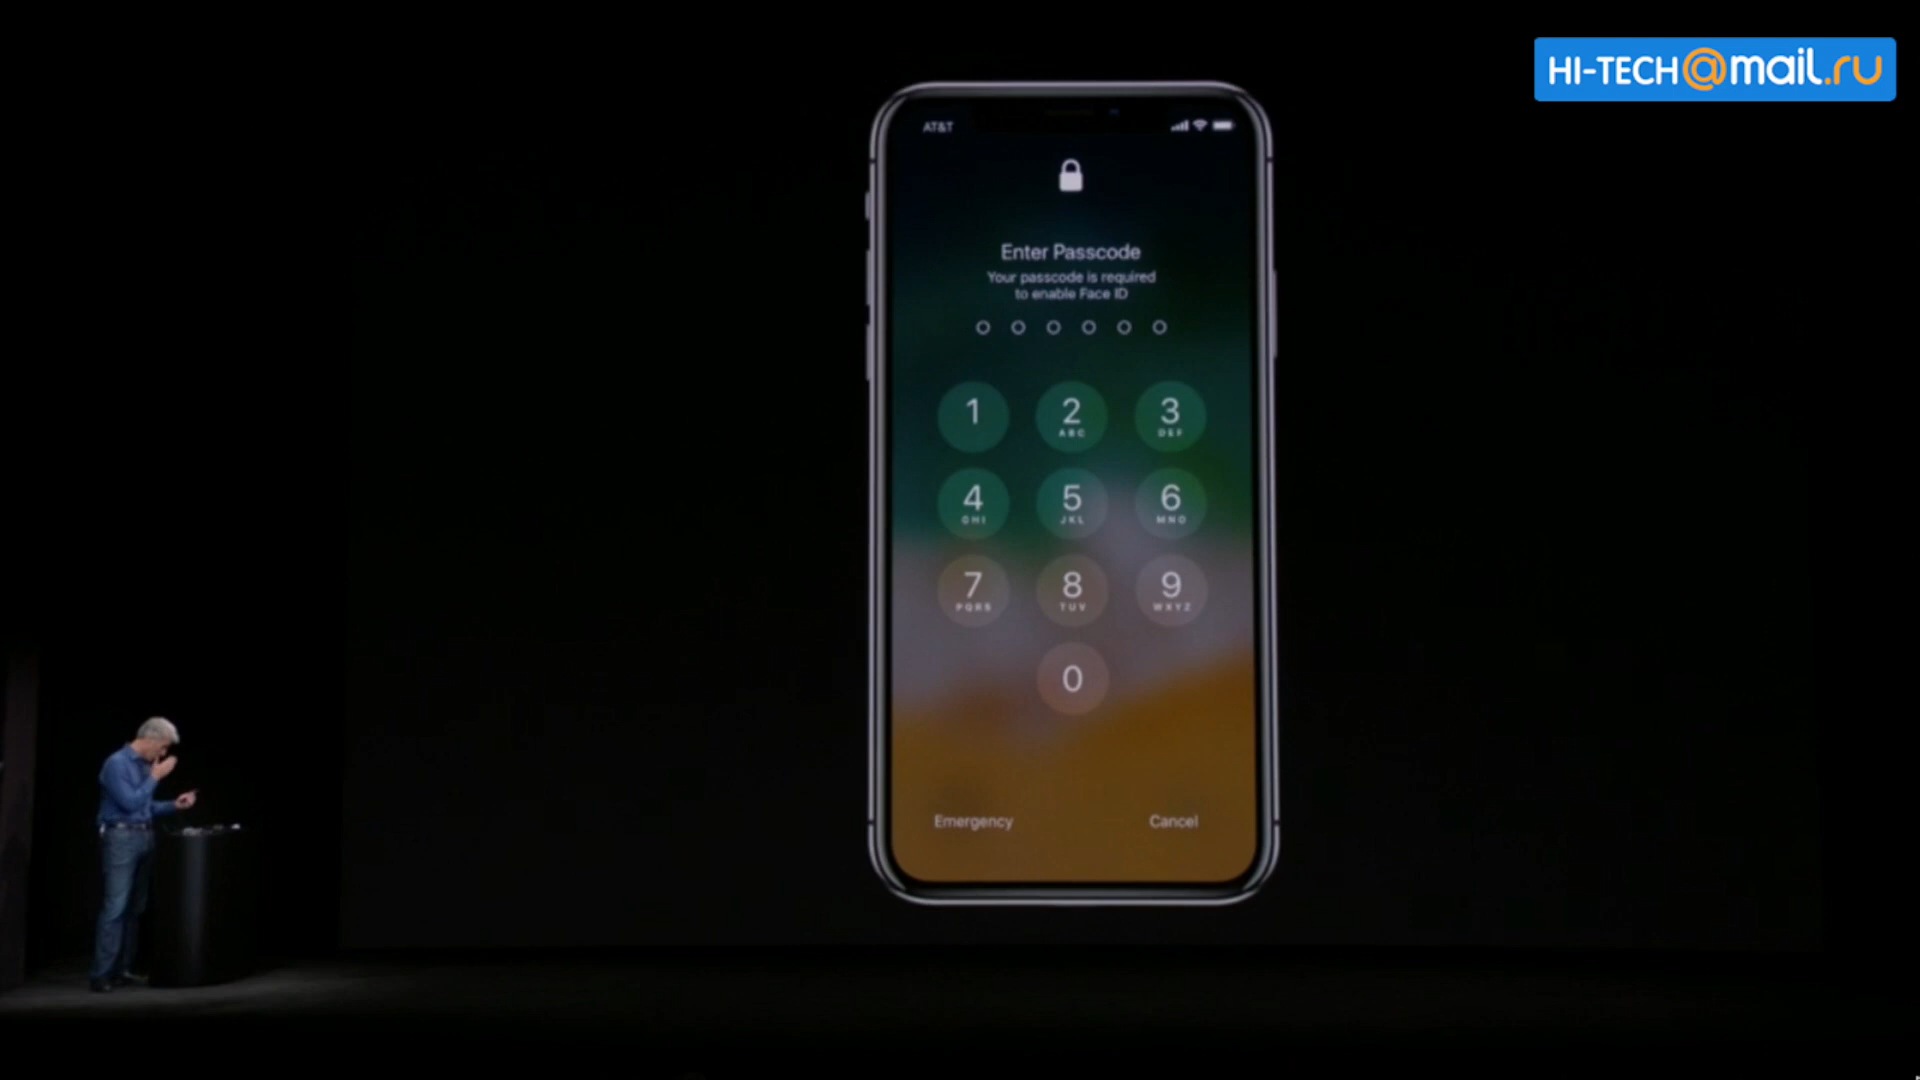 HI-TECH@mail.ru
AT&T
Enter Passcode
Your passcode is required
to enable Face ID
1 2 3
ABC DEF
4 5 6
GHI JKL MNO
7 8 9
PQRS TUV WXYZ
0
Emergency Cancel